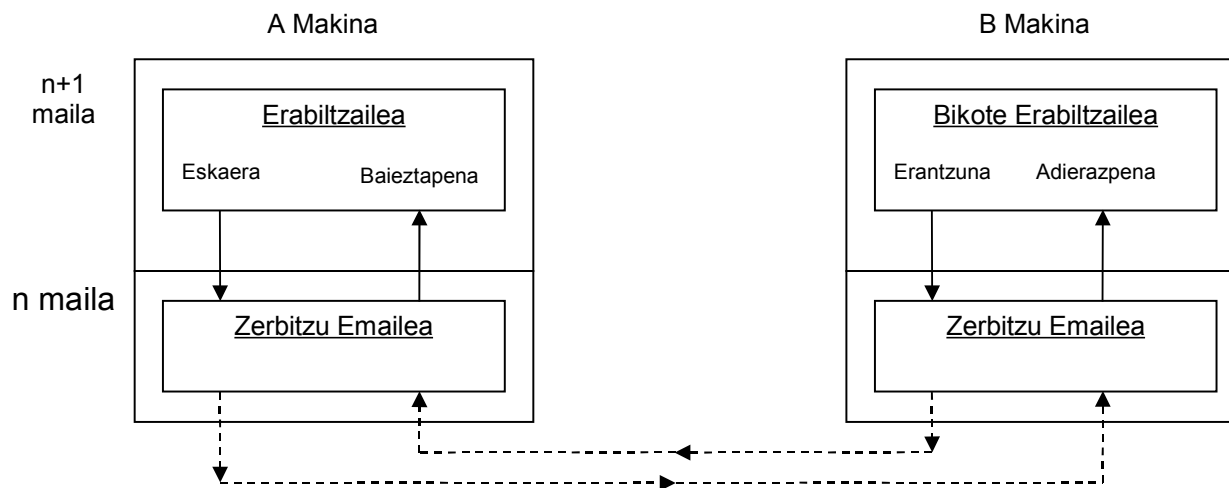 A Makina
B Makina
n+1
maila
Erabiltzailea
Eskaera
Baieztapena
Bikote Erabiltzailea
Erantzuna
Adierazpena
n maila
Zerbitzu Emailea
Zerbitzu Emailea